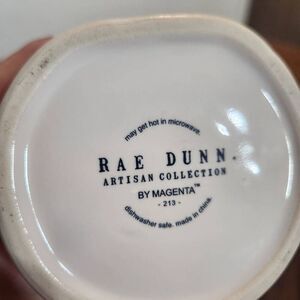 may get hot in microwave.
RAE DUNN.
ARTISAN COLLECTION
BY MAGENTA™
- 213 -
dishwasher safe. made in china.